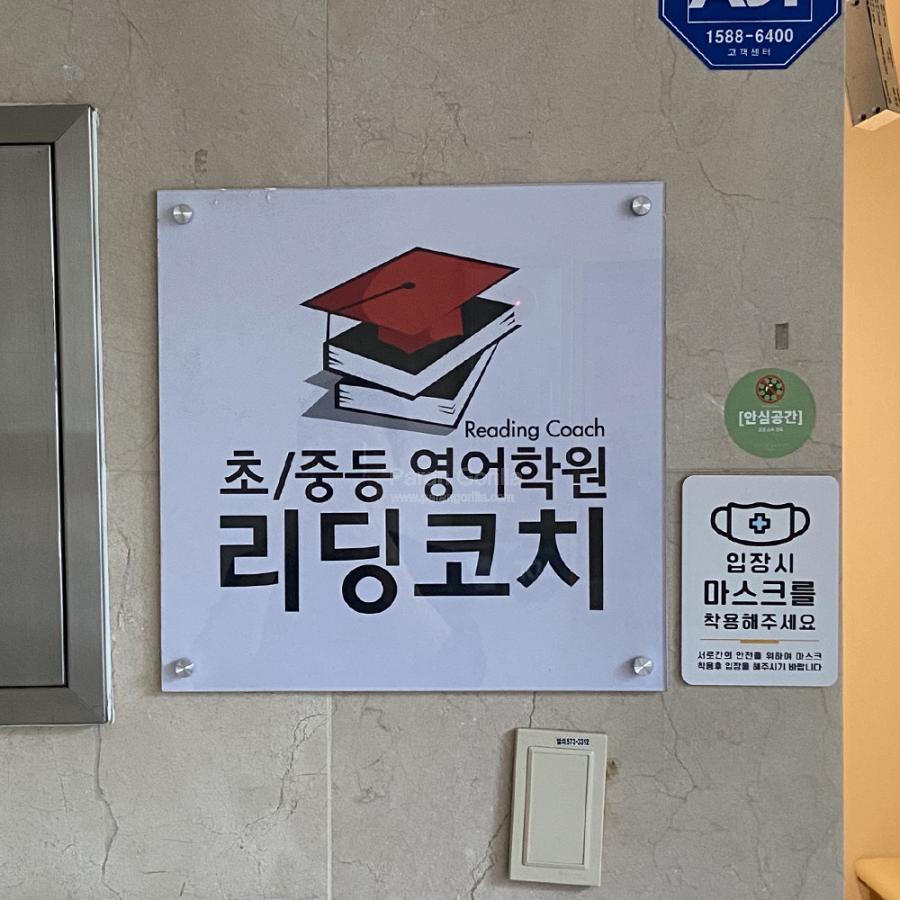 1588-6400
고객센터
Reading Coach
초/중등 영어학원
리딩코치
www.parangorilla.com
[안심공간]
입장시
마스크를
착용해주세요
서로간의 안전을 위하여 마스크
착용후 입장을 해주시기 바랍니다